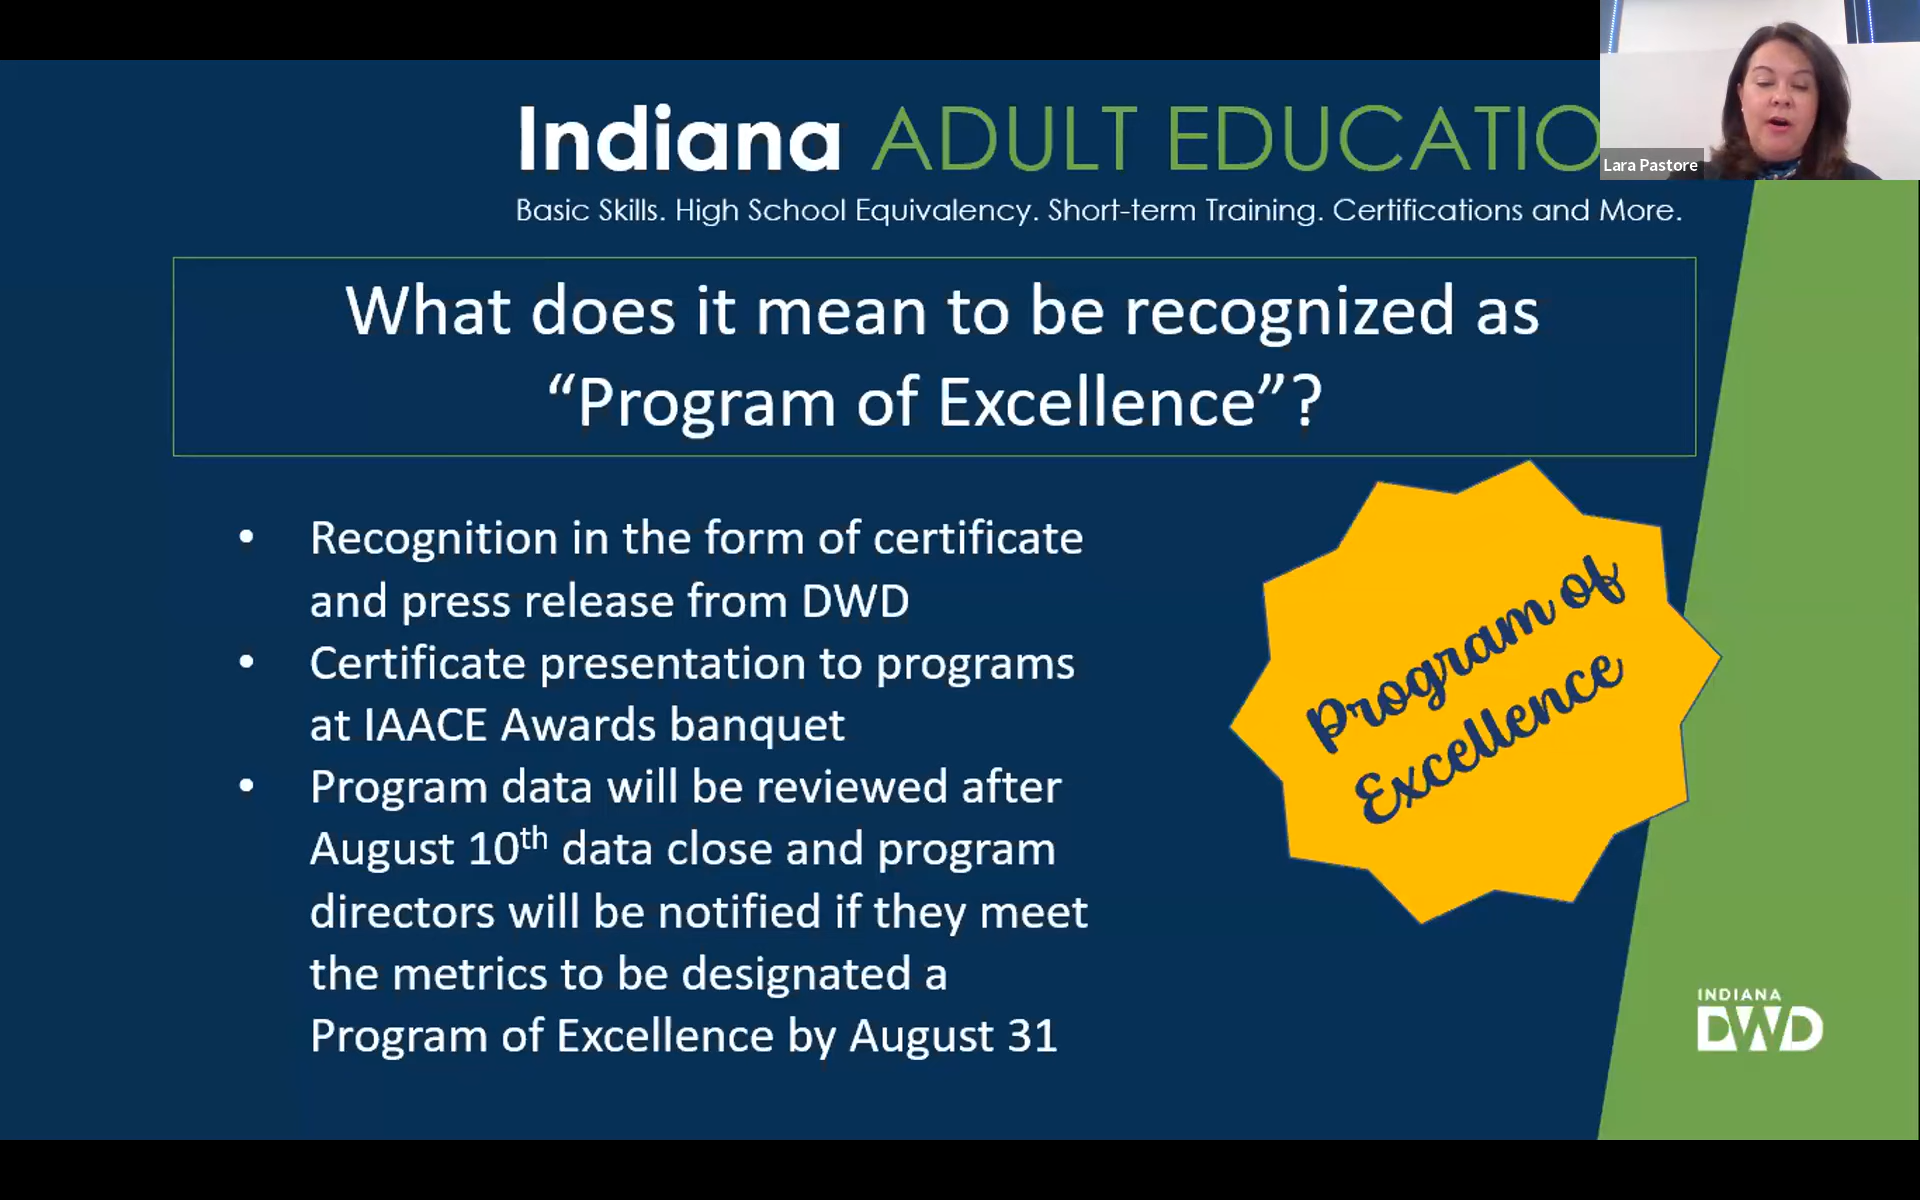 Indiana ADULT EDUCATIO
Lara Pastore
Basic Skills. High School Equivalency. Short-term Training. Certifications and More.
What does it mean to be recognized as
“Program of Excellence”?
• Recognition in the form of certificate
and press release from DWD
• Certificate presentation to programs
at IAACE Awards banquet
• Program data will be reviewed after
August 10th data close and program
directors will be notified if they meet
the metrics to be designated a
Program of Excellence by August 31
Program of
Excellence
INDIANA
DWD